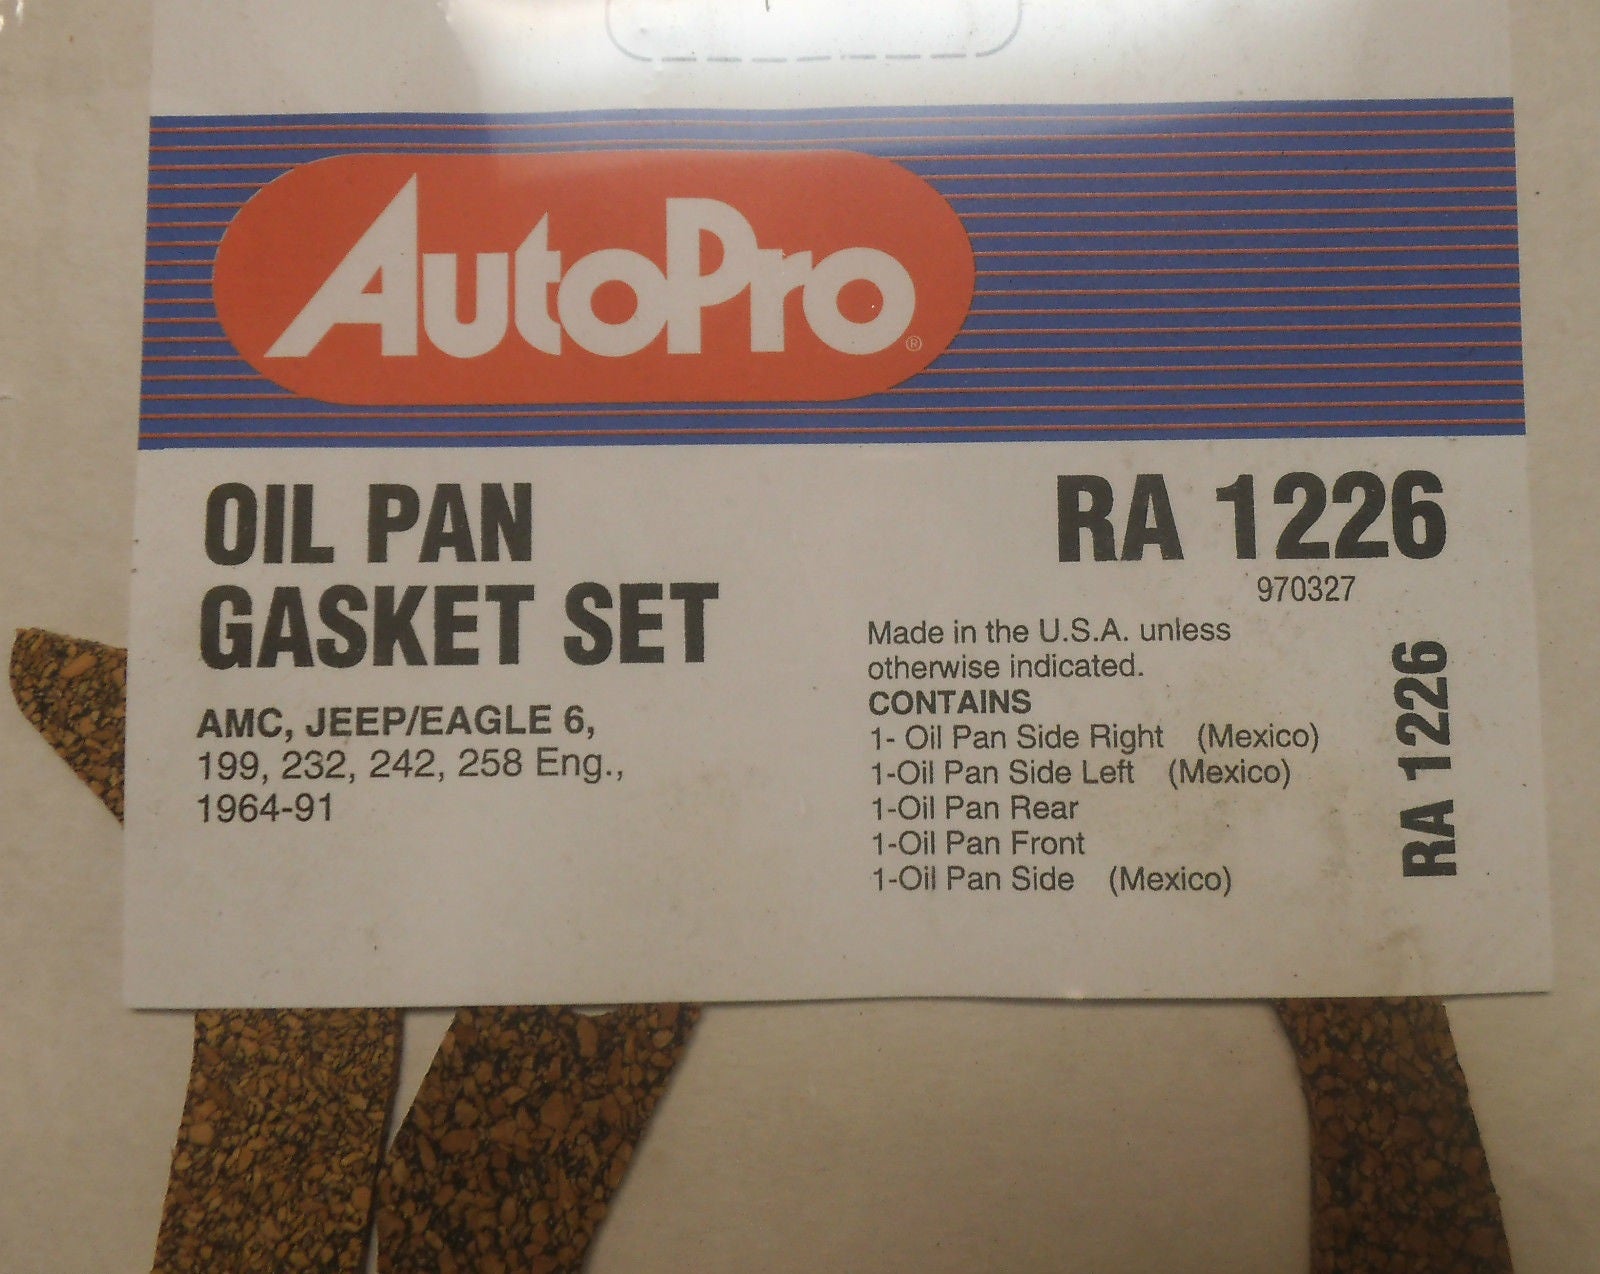 AutoPro®
OIL PAN
GASKET SET
AMC, JEEP/EAGLE 6,
199, 232, 242, 258 Eng.,
1964-91
RA 1226
970327
Made in the U.S.A. unless
otherwise indicated.
CONTAINS
1- Oil Pan Side Right (Mexico)
1-Oil Pan Side Left (Mexico)
1-Oil Pan Rear
1-Oil Pan Front
1-Oil Pan Side (Mexico)
RA 1226